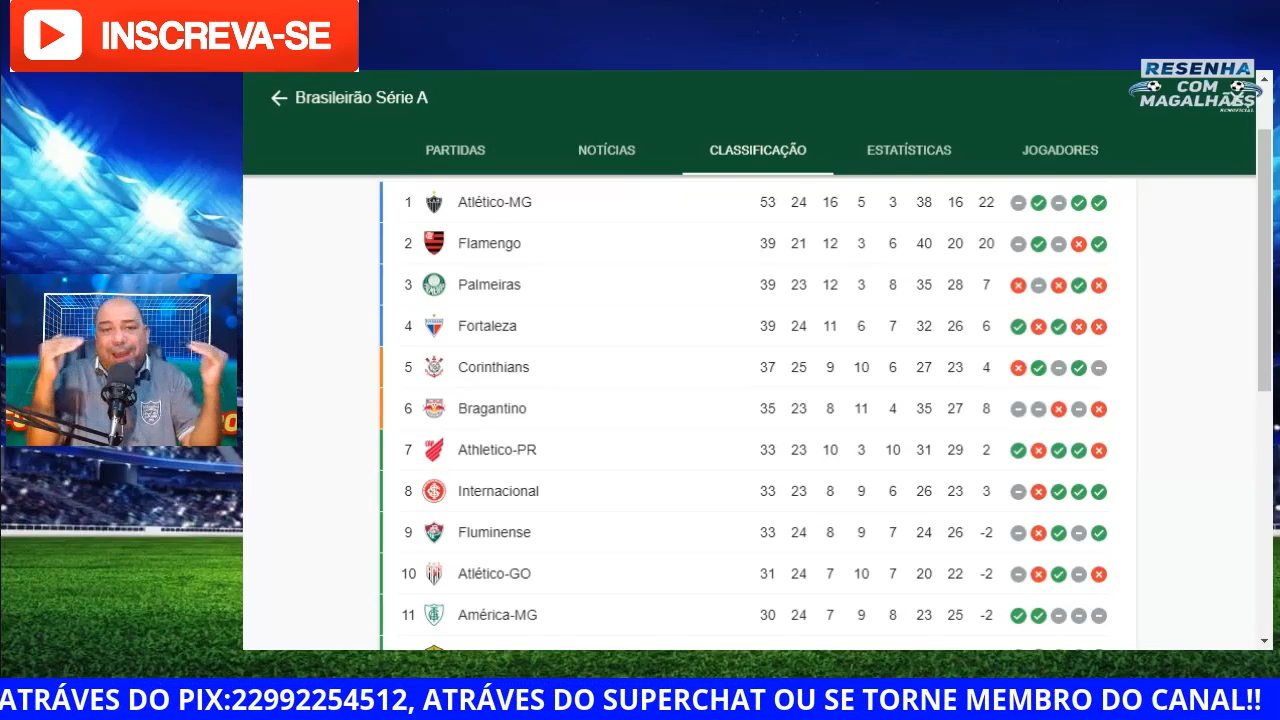 INSCREVA-SE
RESENHA
COM
MAGALHÃES
← Brasileirão Série A
PARTIDAS NOTÍCIAS CLASSIFICAÇÃO ESTATÍSTICAS JOGADORES
1 Atlético-MG 53 24 16 5 3 38 16 22
2 Flamengo 39 21 12 3 6 40 20 20
3 Palmeiras 39 23 12 3 8 35 28 7
4 Fortaleza 39 24 11 6 7 32 26 6
5 Corinthians 37 25 9 10 6 27 23 4
6 Bragantino 35 23 8 11 4 35 27 8
7 Athletico-PR 33 23 10 3 10 31 29 2
8 Internacional 33 23 8 9 6 26 23 3
9 Fluminense 33 24 8 9 7 24 26 -2
10 Atlético-GO 31 24 7 10 7 20 22 -2
11 América-MG 30 24 7 9 8 23 25 -2
ATRÁVES DO PIX:22992254512, ATRÁVES DO SUPERCHAT OU SE TORNE MEMBRO DO CANAL!!